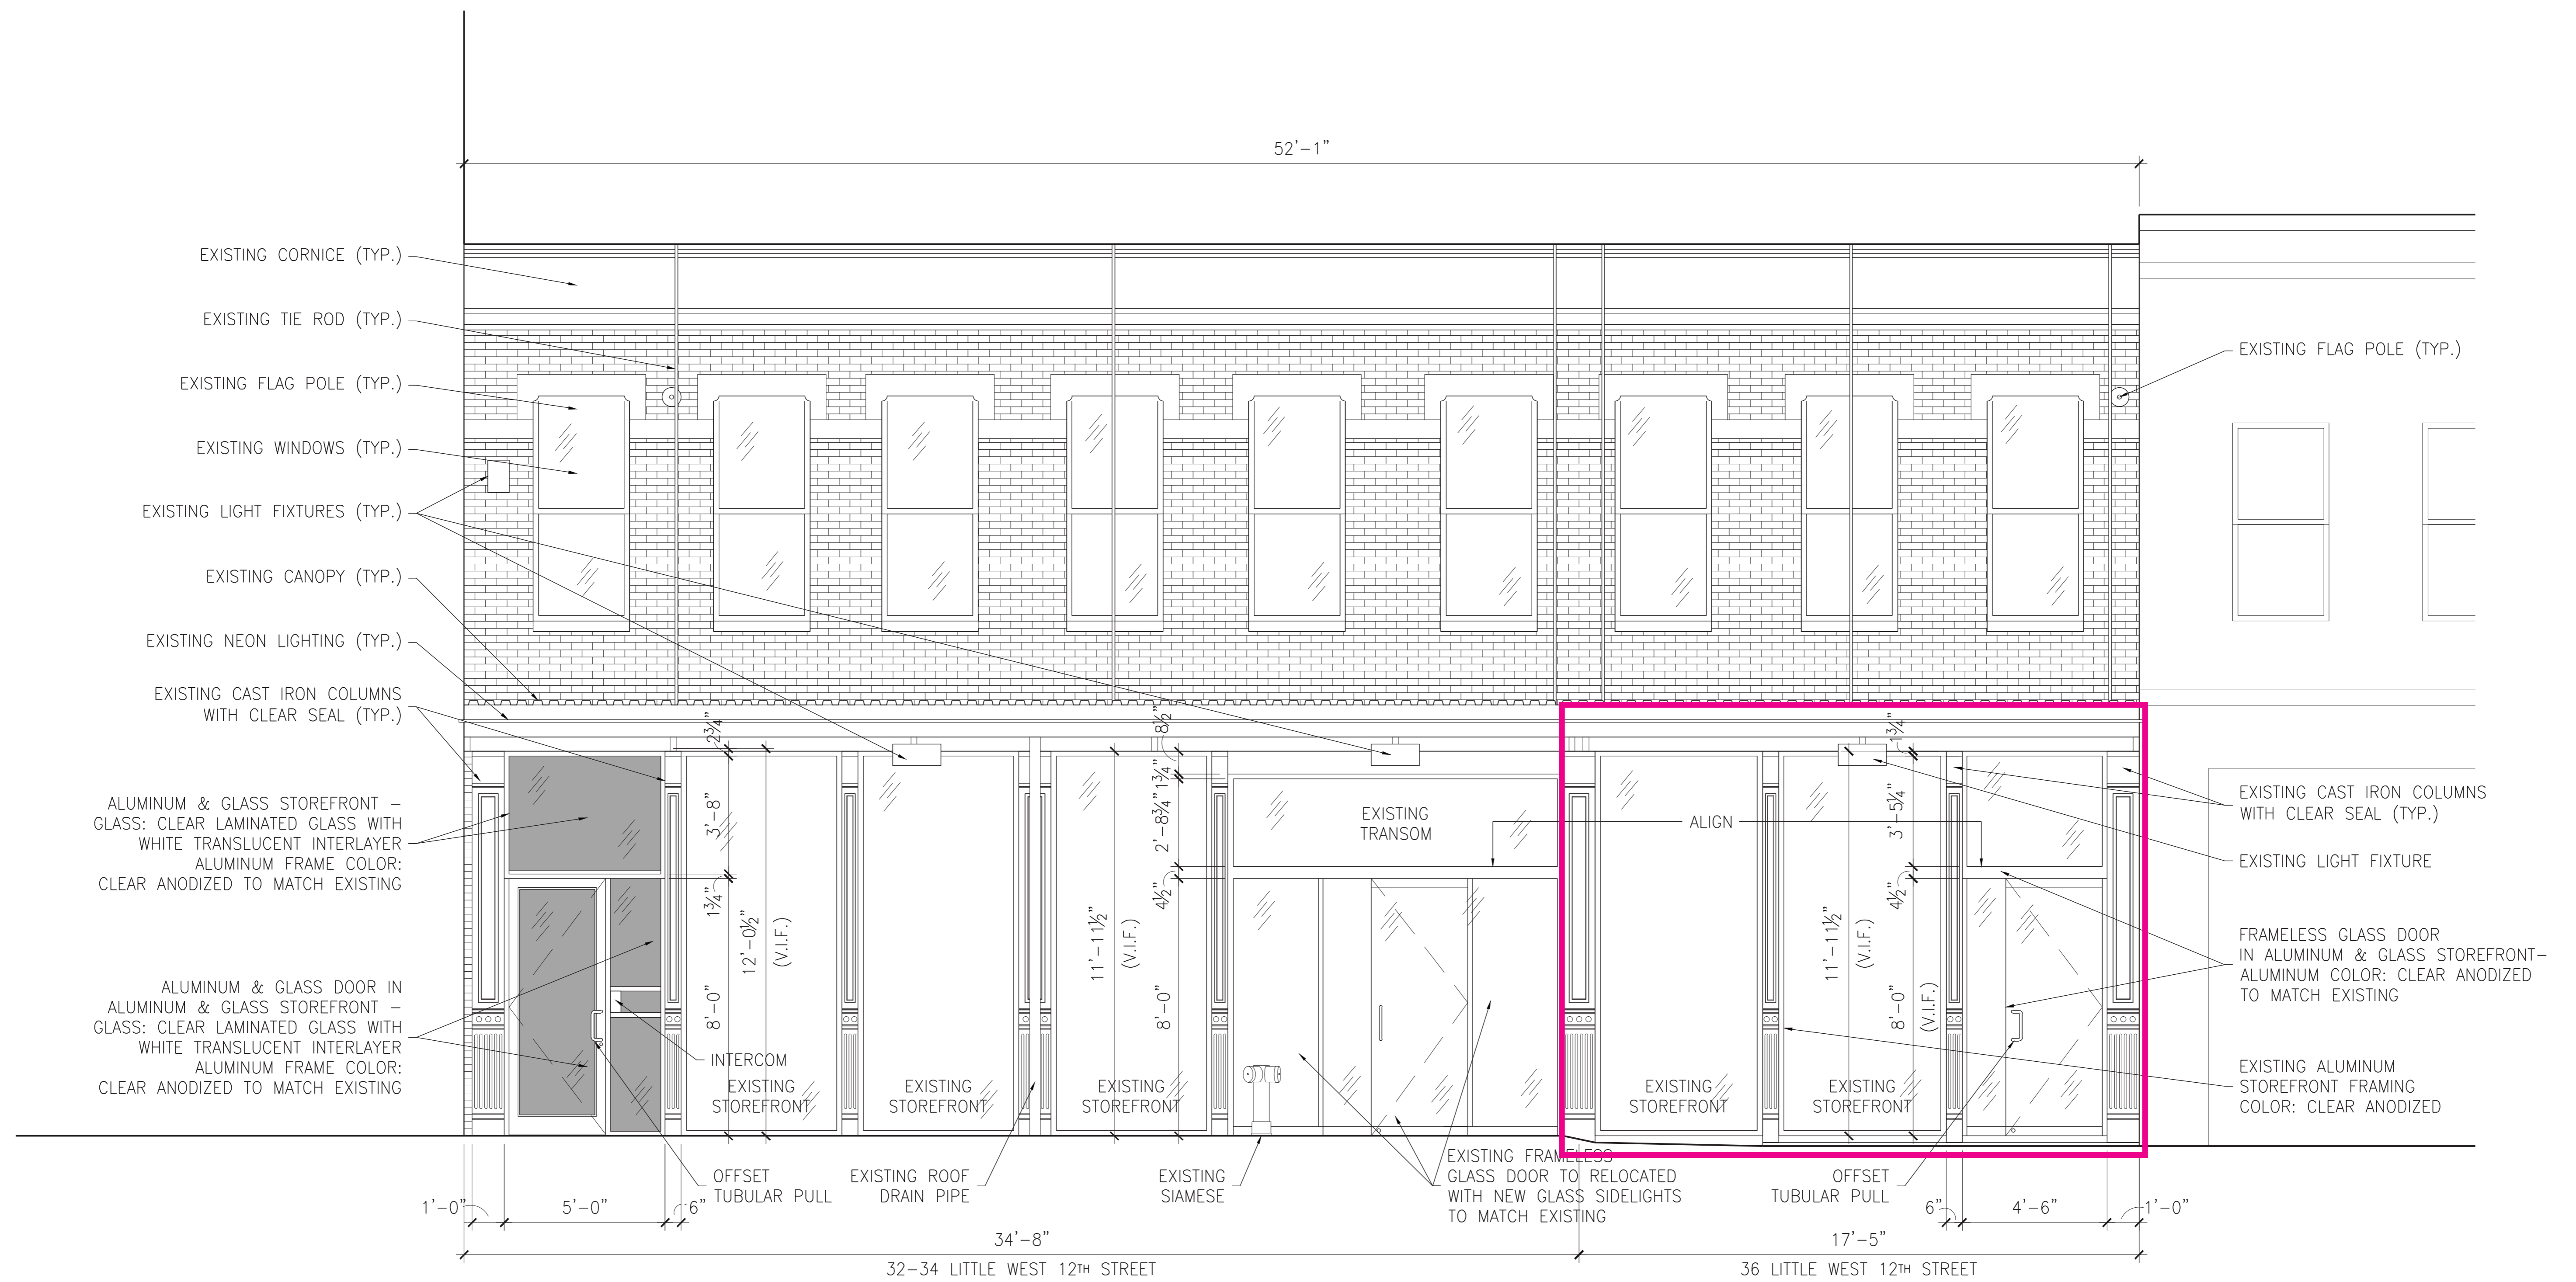 52'-1"
EXISTING CORNICE (TYP.)
EXISTING TIE ROD (TYP.)
EXISTING FLAG POLE (TYP.)
EXISTING WINDOWS (TYP.)
EXISTING LIGHT FIXTURES (TYP.)
EXISTING CANOPY (TYP.)
EXISTING NEON LIGHTING (TYP.)
EXISTING CAST IRON COLUMNS
WITH CLEAR SEAL (TYP.)
ALUMINUM & GLASS STOREFRONT –
GLASS: CLEAR LAMINATED GLASS WITH
WHITE TRANSLUCENT INTERLAYER
ALUMINUM FRAME COLOR:
CLEAR ANODIZED TO MATCH EXISTING
ALUMINUM & GLASS DOOR IN
ALUMINUM & GLASS STOREFRONT –
GLASS: CLEAR LAMINATED GLASS WITH
WHITE TRANSLUCENT INTERLAYER
ALUMINUM FRAME COLOR:
CLEAR ANODIZED TO MATCH EXISTING
2¾"
3'-8"
1¾"
8'-0"
12'-0½"
(V.I.F.)
INTERCOM
EXISTING
STOREFRONT
EXISTING
STOREFRONT
EXISTING
STOREFRONT
11'-11½"
(V.I.F.)
8½"
1¾"
2'-8¾"
4½"
8'-0"
EXISTING
TRANSOM
ALIGN
EXISTING
STOREFRONT
EXISTING
STOREFRONT
11'-11½"
(V.I.F.)
1¾"
3'-5¼"
4½"
8'-0"
(V.I.F.)
EXISTING FLAG POLE (TYP.)
EXISTING CAST IRON COLUMNS
WITH CLEAR SEAL (TYP.)
EXISTING LIGHT FIXTURE
FRAMELESS GLASS DOOR
IN ALUMINUM & GLASS STOREFRONT–
ALUMINUM COLOR: CLEAR ANODIZED
TO MATCH EXISTING
EXISTING ALUMINUM
STOREFRONT FRAMING
COLOR: CLEAR ANODIZED
OFFSET
TUBULAR PULL
EXISTING ROOF
DRAIN PIPE
EXISTING
SIAMESE
EXISTING FRAMELESS
GLASS DOOR TO RELOCATED
WITH NEW GLASS SIDELIGHTS
TO MATCH EXISTING
OFFSET
TUBULAR PULL
1'-0"
5'-0"
6"
6"
4'-6"
1'-0"
34'-8"
17'-5"
32-34 LITTLE WEST 12TH STREET
36 LITTLE WEST 12TH STREET